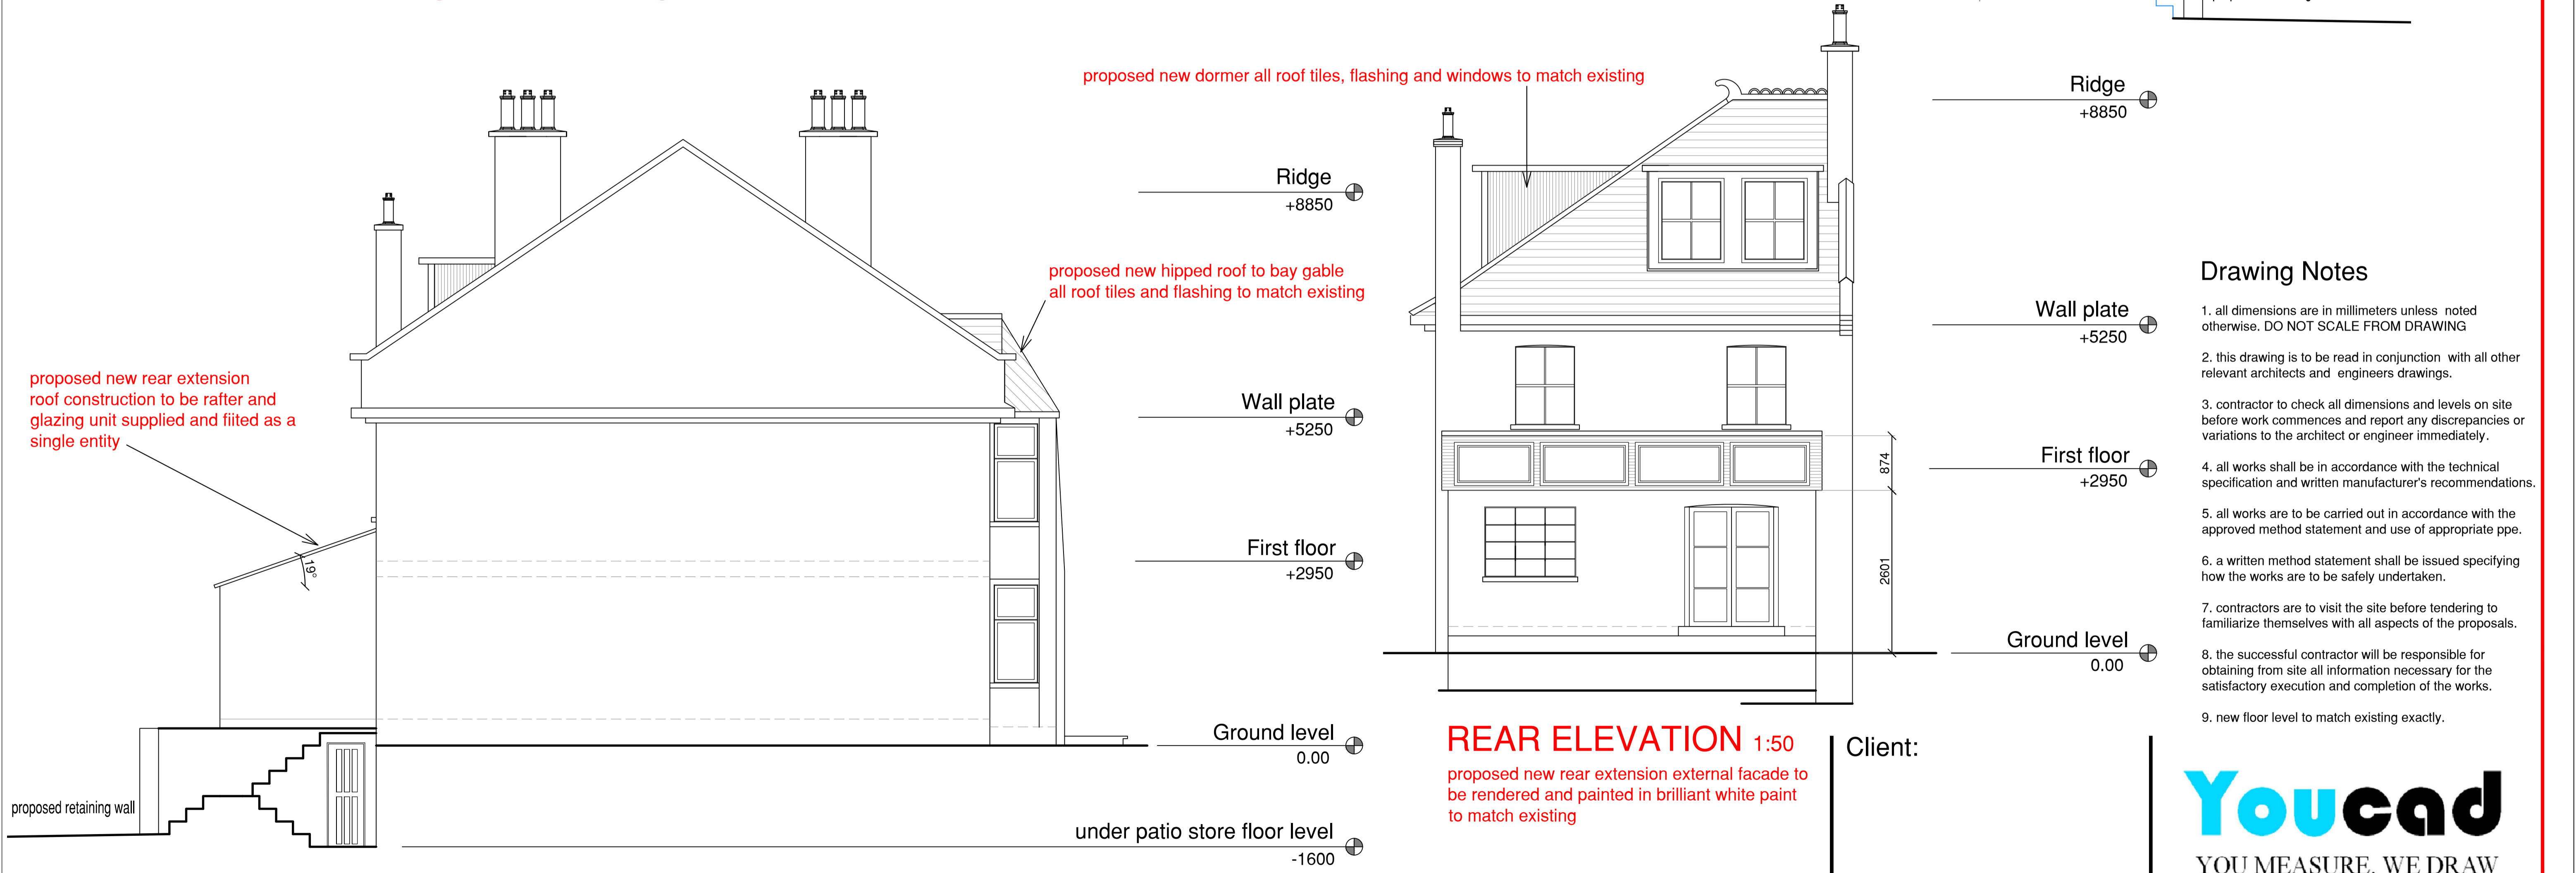 proposed new dormer all roof tiles, flashing and windows to match existing
Ridge
+8850
Ridge
+8850
proposed new hipped roof to bay gable
all roof tiles and flashing to match existing
Wall plate
+5250
Wall plate
+5250
proposed new rear extension
roof construction to be rafter and
glazing unit supplied and fiited as a
single entity
19°
First floor
+2950
First floor
+2950
874
2601
Ground level
0.00
Ground level
0.00
proposed retaining wall
under patio store floor level
-1600
REAR ELEVATION 1:50
proposed new rear extension external facade to
be rendered and painted in brilliant white paint
to match existing
Drawing Notes
1. all dimensions are in millimeters unless noted
otherwise. DO NOT SCALE FROM DRAWING
2. this drawing is to be read in conjunction with all other
relevant architects and engineers drawings.
3. contractor to check all dimensions and levels on site
before work commences and report any discrepancies or
variations to the architect or engineer immediately.
4. all works shall be in accordance with the technical
specification and written manufacturer's recommendations.
5. all works are to be carried out in accordance with the
approved method statement and use of appropriate ppe.
6. a written method statement shall be issued specifying
how the works are to be safely undertaken.
7. contractors are to visit the site before tendering to
familiarize themselves with all aspects of the proposals.
8. the successful contractor will be responsible for
obtaining from site all information necessary for the
satisfactory execution and completion of the works.
9. new floor level to match existing exactly.
Client:
Youcad
YOU MEASURE, WE DRAW